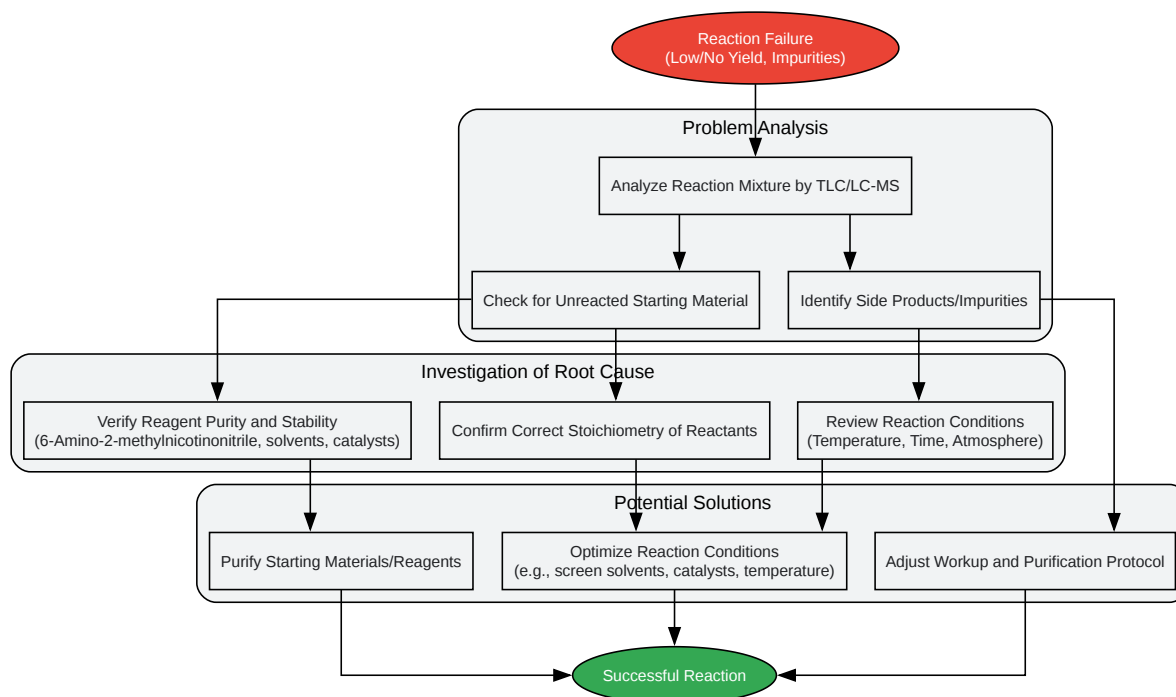 Reaction Failure
(Low/No Yield, Impurities)
Problem Analysis
Analyze Reaction Mixture by TLC/LC-MS
Check for Unreacted Starting Material
Identify Side Products/Impurities
Investigation of Root Cause
Verify Reagent Purity and Stability
(6-Amino-2-methylnicotinonitrile, solvents, catalysts)
Confirm Correct Stoichiometry of Reactants
Review Reaction Conditions
(Temperature, Time, Atmosphere)
Potential Solutions
Purify Starting Materials/Reagents
Optimize Reaction Conditions
(e.g., screen solvents, catalysts, temperature)
Adjust Workup and Purification Protocol
Successful Reaction